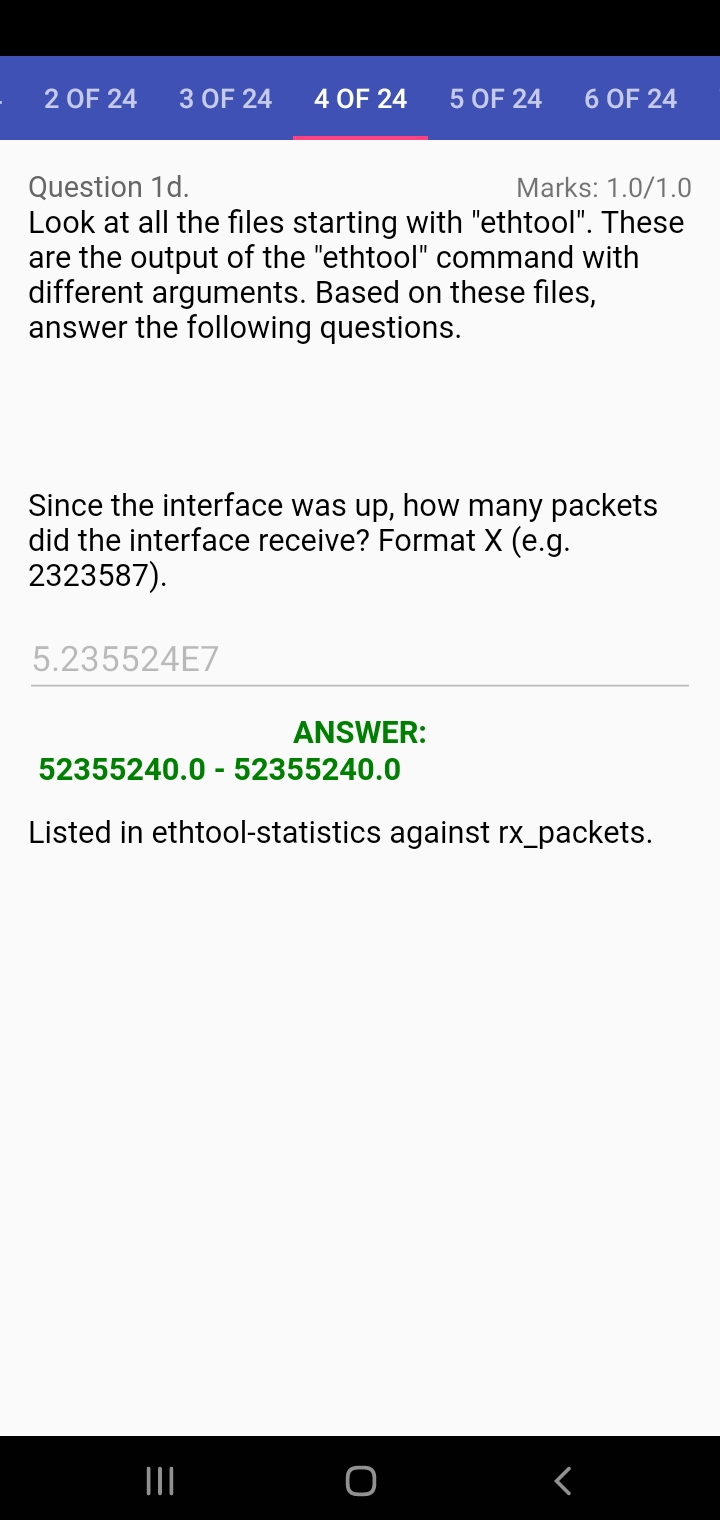 2 OF 24 3 OF 24 4 OF 24 5 OF 24 6 OF 24
Question 1d. Marks: 1.0/1.0
Look at all the files starting with "ethtool". These
are the output of the "ethtool" command with
different arguments. Based on these files,
answer the following questions.
Since the interface was up, how many packets
did the interface receive? Format X (e.g.
2323587).
5.235524E7
ANSWER:
52355240.0 - 52355240.0
Listed in ethtool-statistics against rx_packets.